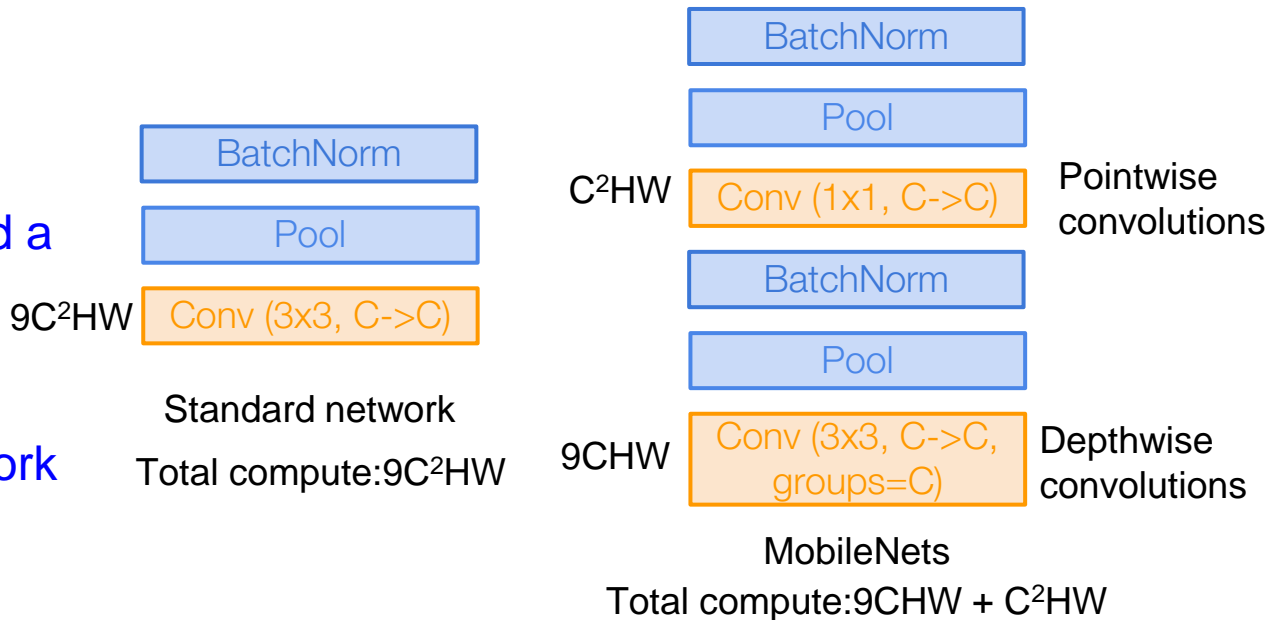 d a
ork
BatchNorm
Pool
9C²HW
Conv (3x3, C->C)
Standard network
Total compute:9C²HW
BatchNorm
Pool
C²HW
Conv (1x1, C->C)
Pointwise
convolutions
BatchNorm
Pool
9CHW
Conv (3x3, C->C,
groups=C)
Depthwise
convolutions
MobileNets
Total compute:9CHW + C²HW